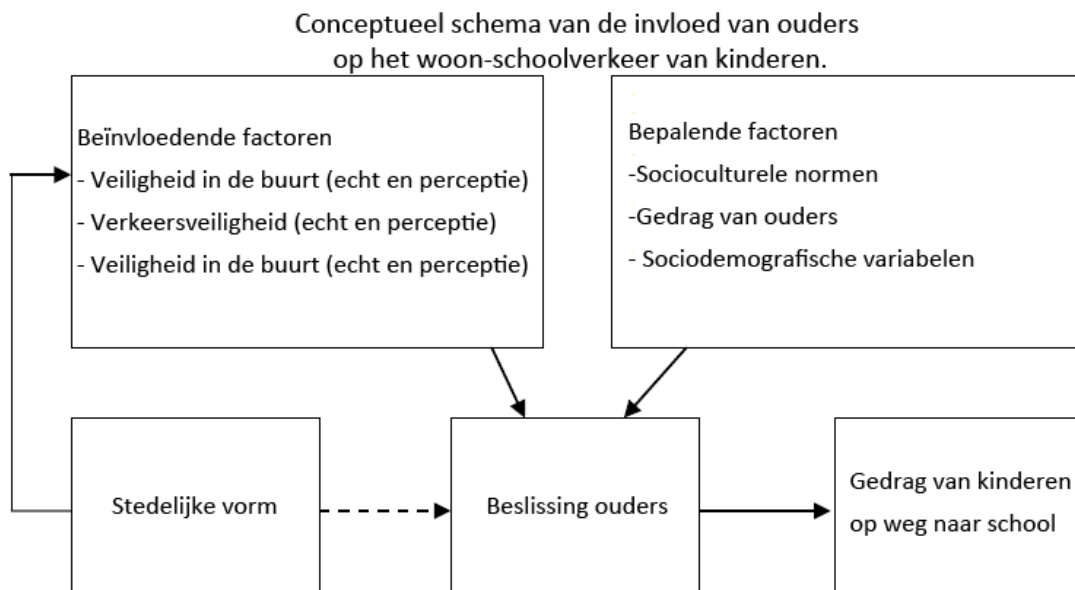 Conceptueel schema van de invloed van ouders
op het woon-schoolverkeer van kinderen.
Beïnvloedende factoren
- Veiligheid in de buurt (echt en perceptie)
- Verkeersveiligheid (echt en perceptie)
- Veiligheid in de buurt (echt en perceptie)
Bepalende factoren
-Socioculturele normen
-Gedrag van ouders
- Sociodemografische variabelen
Stedelijke vorm
Beslissing ouders
Gedrag van kinderen
op weg naar school